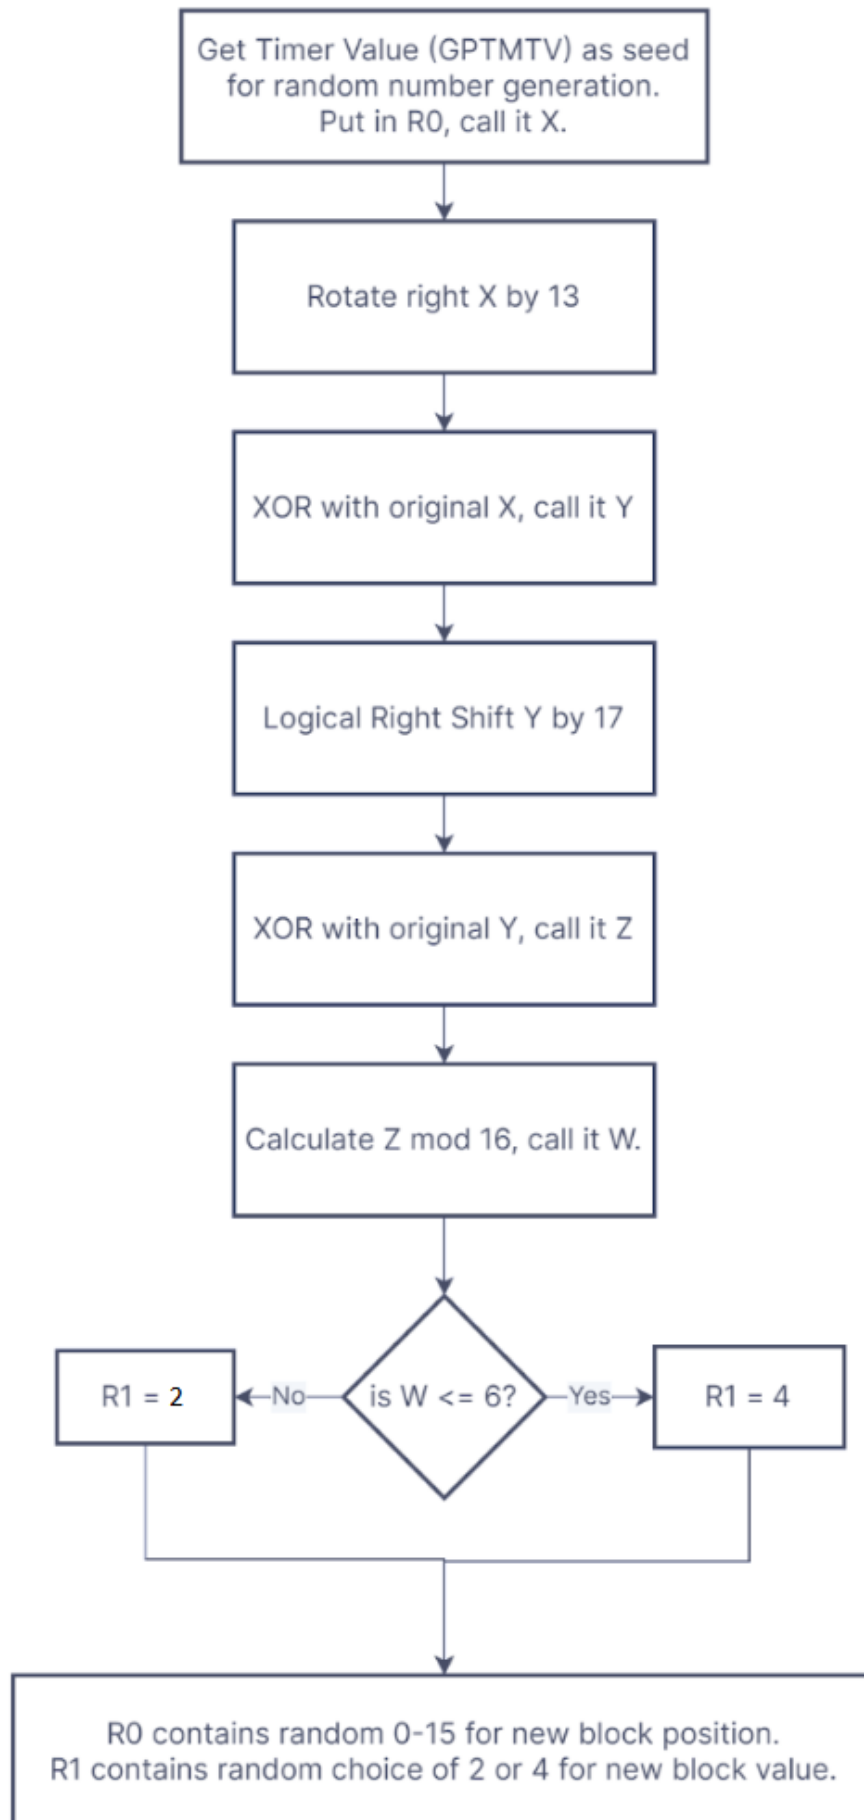 Get Timer Value (GPTMTV) as seed
for random number generation.
Put in R0, call it X.
Rotate right X by 13
XOR with original X, call it Y
Logical Right Shift Y by 17
XOR with original Y, call it Z
Calculate Z mod 16, call it W.
R1 = 2
No
is W <= 6?
Yes
R1 = 4
R0 contains random 0-15 for new block position.
R1 contains random choice of 2 or 4 for new block value.